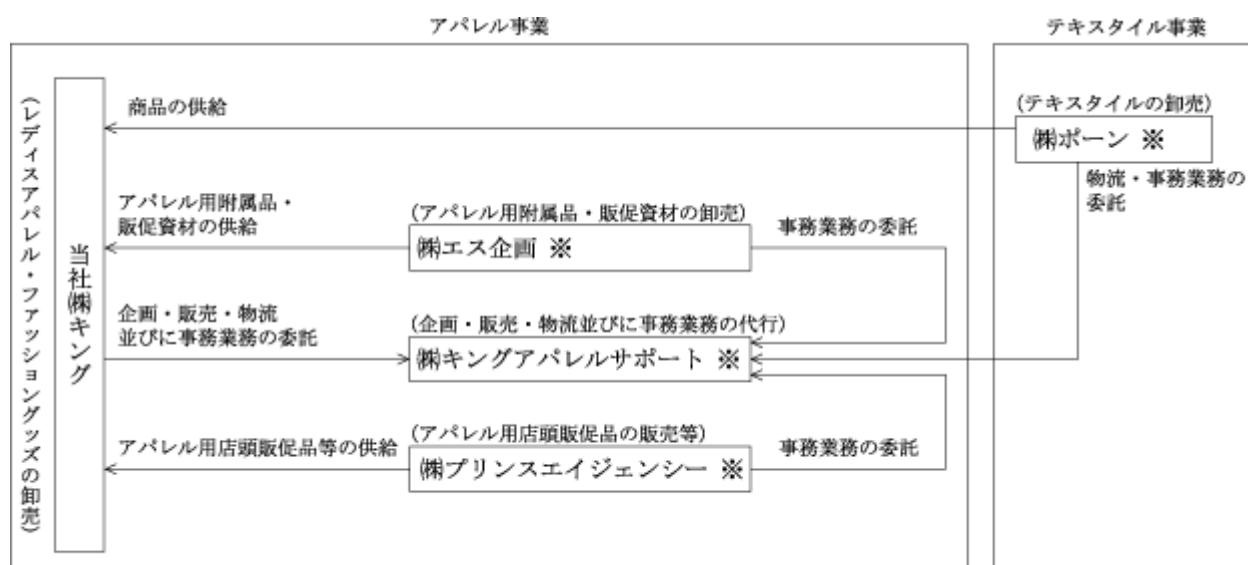 アパレル事業
テキスタイル事業
(レディスアパレル・ファッショングッズの卸売)
当社㈱キング
商品の供給
(テキスタイルの卸売)
㈱ポーン ※
物流・事務業務の
委託
アパレル用附属品・
販促資材の供給
(アパレル用附属品・販促資材の卸売)
㈱エス企画 ※
事務業務の委託
企画・販売・物流
並びに事務業務の委託
(企画・販売・物流並びに事務業務の代行)
㈱キングアパレルサポート ※
アパレル用店頭販促品等の供給
(アパレル用店頭販促品の販売等)
㈱プリンスエイジェンシー ※
事務業務の委託